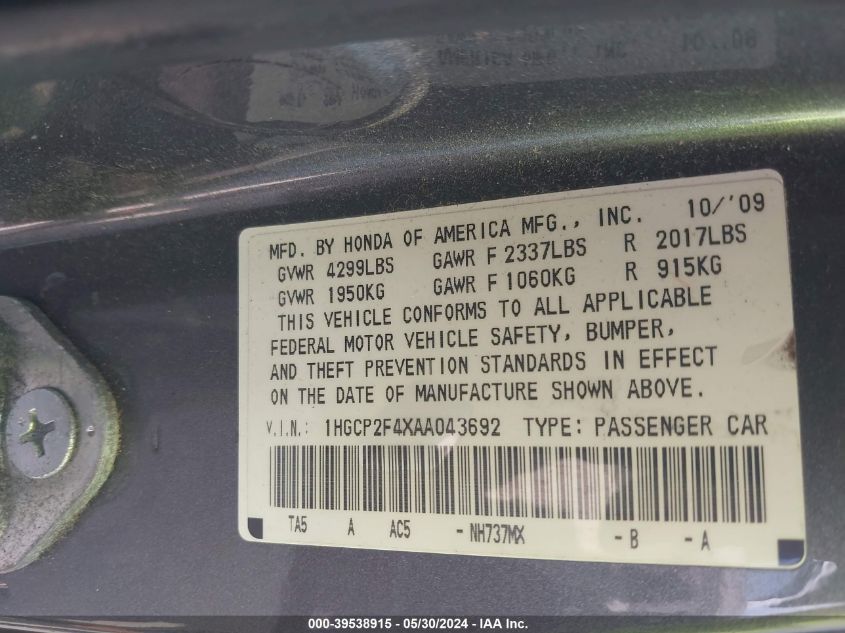 MFD. BY HONDA OF AMERICA MFG., INC. 10/'09
GVWR 4299LBS GAWR F 2337LBS R 2017LBS
GVWR 1950KG GAWR F 1060KG R 915KG
THIS VEHICLE CONFORMS TO ALL APPLICABLE
FEDERAL MOTOR VEHICLE SAFETY, BUMPER,
AND THEFT PREVENTION STANDARDS IN EFFECT
ON THE DATE OF MANUFACTURE SHOWN ABOVE.
V.I.N.: 1HGCP2F4XAA043692 TYPE: PASSENGER CAR
TA5 A AC5 - NH737MX - B - A
000-39538915 - 05/30/2024 - IAA Inc.